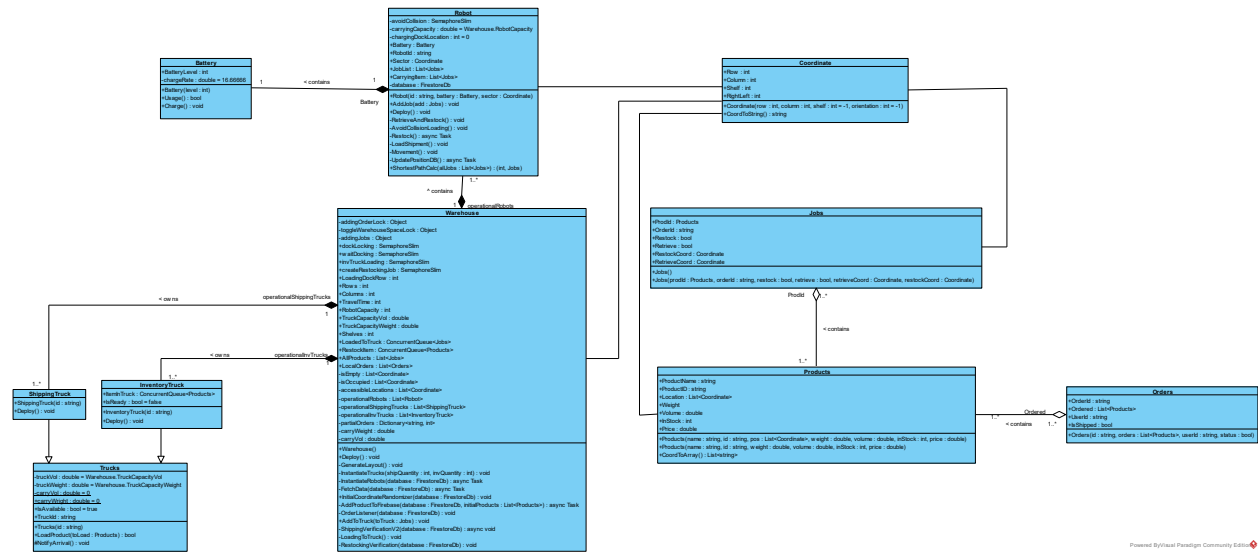 Robot
-avoidCollision : SemaphoreSlim
-carryingCapacity : double = Warehouse.RobotCapacity
-chargingDockLocation : int = 0
+Battery : Battery
+RobotId : string
+Sector : Coordinate
+JobList : List<Jobs>
+CarryingItem : List<Jobs>
-database : FirestoreDb
+Robot(id : string, battery : Battery, sector : Coordinate)
+AddJob(add : Jobs) : void
+Deploy() : void
-RetrieveAndRestock() : void
-AvoidCollisionLoading() : void
-Restock() : async Task
-LoadShipment() : void
-Movement() : void
-UpdatePositionDB() : async Task
+ShortestPathCalc(allJobs : List<Jobs>) : (int, Jobs)
Battery
+BatteryLevel : int
-chargeRate : double = 16.66666
+Battery(level : int)
+Usage() : bool
+Charge() : void
1
< contains
1
Battery
Coordinate
+Row : int
+Column : int
+Shelf : int
+RightLeft : int
+Coordinate(row : int, column : int, shelf : int = -1, orientation : int = -1)
+CoordToString() : string
1..*
^ contains
1
operationalRobots
Warehouse
-addingOrderLock : Object
-toggleWarehouseSpaceLock : Object
-addingJobs : Object
+dockLocking : SemaphoreSlim
+waitDocking : SemaphoreSlim
+invTruckLoading : SemaphoreSlim
+createRestockingJob : SemaphoreSlim
+LoadingDockRow : int
+Rows : int
+Columns : int
+TravelTime : int
+RobotCapacity : int
+TruckCapacityVol : double
+TruckCapacityWeight : double
+Shelves : int
+LoadedToTruck : ConcurrentQueue<Jobs>
+RestockItem : ConcurrentQueue<Products>
+AllProducts : List<Jobs>
+LocalOrders : List<Orders>
-isEmpty : List<Coordinate>
-isOccupied : List<Coordinate>
-accessibleLocations : List<Coordinate>
-operationalRobots : List<Robot>
-operationalShippingTrucks : List<ShippingTruck>
-operationalInvTrucks : List<InventoryTruck>
-partialOrders : Dictionary<string, int>
-carryWeight : double
-carryVol : double
+Warehouse()
+Deploy() : void
-GenerateLayout() : void
-InstantiateTrucks(shipQuantity : int, invQuantity : int) : void
-InstantiateRobots(database : FirestoreDb) : async Task
-FetchData(database : FirestoreDb) : async Task
+InitialCoordinateRandomizer(database : FirestoreDb) : void
-AddProductToFirebase(database : FirestoreDb, initialProducts : List<Products>) : async Task
-OrderListener(database : FirestoreDb) : void
+AddToTruck(toTruck : Jobs) : void
-ShippingVerificationV2(database : FirestoreDb) : async void
-LoadingToTruck() : void
-RestockingVerification(database : FirestoreDb) : void
Jobs
+ProdId : Products
+OrderId : string
+Restock : bool
+Retrieve : bool
+RestockCoord : Coordinate
+RetrieveCoord : Coordinate
+Jobs()
+Jobs(prodId : Products, orderId : string, restock : bool, retrieve : bool, retrieveCoord : Coordinate, restockCoord : Coordinate)
ProdId
1..*
< contains
1..*
< owns
operationalShippingTrucks
1
1..*
< owns
operationalInvTrucks
1
1..*
ShippingTruck
+ShippingTruck(id : string)
+Deploy() : void
InventoryTruck
+ItemInTruck : ConcurrentQueue<Products>
+IsReady : bool = false
+InventoryTruck(id : string)
+Deploy() : void
Trucks
-truckVol : double = Warehouse.TruckCapacityVol
-truckWeight : double = Warehouse.TruckCapacityWeight
-carryVol : double = 0
+carryWright : double = 0
+IsAvailable : bool = true
+TruckId : string
+Trucks(id : string)
+LoadProduct(toLoad : Products) : bool
#NotifyArrival() : void
Products
+ProductName : string
+ProductID : string
+Location : List<Coordinate>
+Weight
+Volume : double
+InStock : int
+Price : double
+Products(name : string, id : string, pos : List<Coordinate>, weight : double, volume : double, inStock : int, price : double)
+Products(name : string, id : string, weight : double, volume : double, inStock : int, price : double)
+CoordToArray() : List<string>
1..*
Ordered
< contains
1..*
Orders
+OrderId : string
+Ordered : List<Products>
+UserId : string
+IsShipped : bool
+Orders(id : string, orders : List<Products>, userId : string, status : bool)
Powered By Visual Paradigm Community Edition